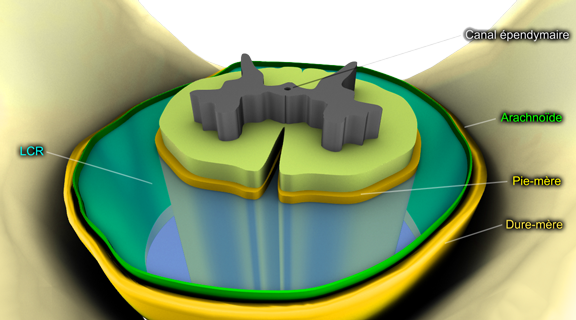 Canal épendymaire
Arachnoïde
LCR
Pie-mère
Dure-mère